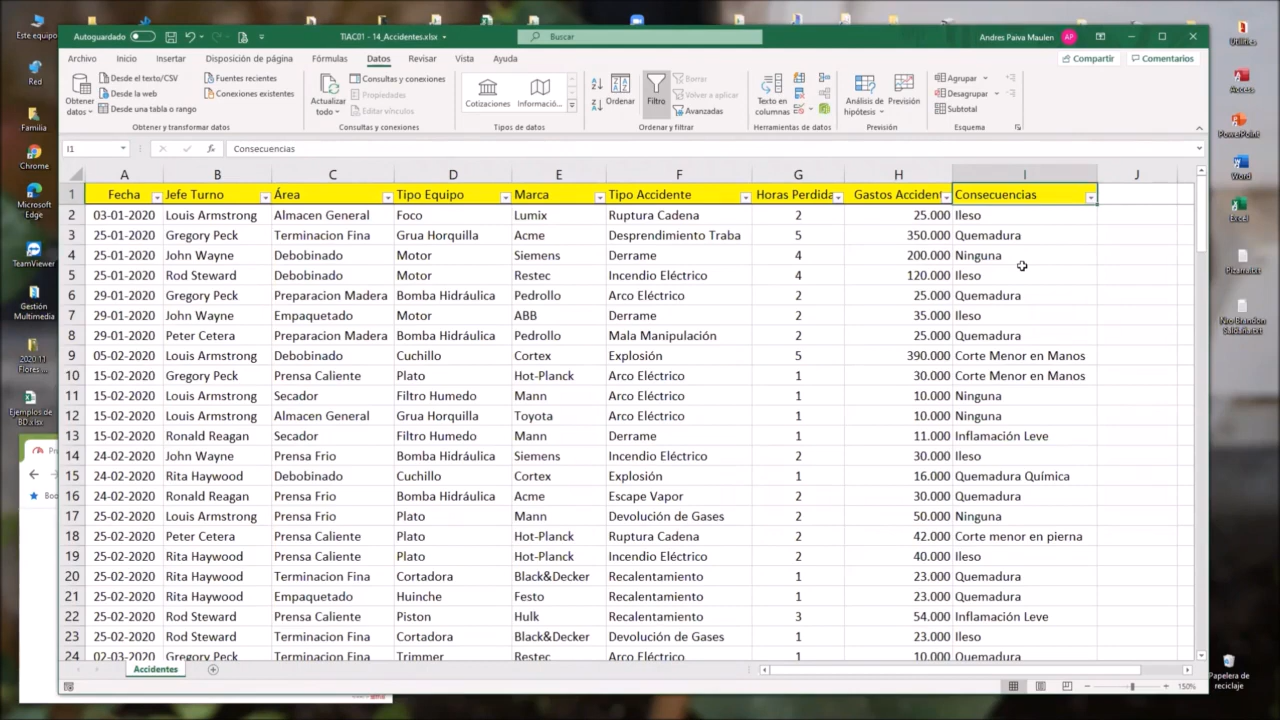 Este equipo
Red
Familia
Chrome
Microsoft Edge
TeamViewer
Gestión Multimedia
2020 11
Flores
Ejemplos de BD.xlsx
Autoguardado
TIAC01 - 14_Accidentes.xlsx
Buscar
Andres Paiva Maulen AP
Archivo Inicio Insertar Disposición de página Fórmulas Datos Revisar Vista Ayuda Compartir Comentarios
Obtener datos
Desde el texto/CSV
Desde la web
Desde una tabla o rango
Fuentes recientes
Conexiones existentes
Obtener y transformar datos
Actualizar todo
Consultas y conexiones
Propiedades
Editar vínculos
Consultas y conexiones
Cotizaciones
Informació...
Tipos de datos
Ordenar
Filtro
Borrar
Volver a aplicar
Avanzadas
Ordenar y filtrar
Texto en columnas
Herramientas de datos
Análisis de hipótesis
Previsión
Previsión
Agrupar
Desagrupar
Subtotal
Esquema
I1 fx Consecuencias
A B C D E F G H I J
1 Fecha Jefe Turno Área Tipo Equipo Marca Tipo Accidente Horas Perdida Gastos Accident Consecuencias
2 03-01-2020 Louis Armstrong Almacen General Foco Lumix Ruptura Cadena 2 25.000 Ileso
3 25-01-2020 Gregory Peck Terminacion Fina Grua Horquilla Acme Desprendimiento Traba 5 350.000 Quemadura
4 25-01-2020 John Wayne Debobinado Motor Siemens Derrame 4 200.000 Ninguna
5 25-01-2020 Rod Steward Debobinado Motor Restec Incendio Eléctrico 4 120.000 Ileso
6 29-01-2020 Gregory Peck Preparacion Madera Bomba Hidráulica Pedrollo Arco Eléctrico 2 25.000 Quemadura
7 29-01-2020 John Wayne Empaquetado Motor ABB Derrame 2 35.000 Ileso
8 29-01-2020 Peter Cetera Preparacion Madera Bomba Hidráulica Pedrollo Mala Manipulación 2 25.000 Quemadura
9 05-02-2020 Louis Armstrong Debobinado Cuchillo Cortex Explosión 5 390.000 Corte Menor en Manos
10 15-02-2020 Gregory Peck Prensa Caliente Plato Hot-Planck Arco Eléctrico 1 30.000 Corte Menor en Manos
11 15-02-2020 Louis Armstrong Secador Filtro Humedo Mann Arco Eléctrico 1 10.000 Ninguna
12 15-02-2020 Louis Armstrong Almacen General Grua Horquilla Toyota Arco Eléctrico 1 10.000 Ninguna
13 15-02-2020 Ronald Reagan Secador Filtro Humedo Mann Derrame 1 11.000 Inflamación Leve
14 24-02-2020 John Wayne Prensa Frio Bomba Hidráulica Siemens Incendio Eléctrico 2 30.000 Ileso
15 24-02-2020 Rita Haywood Debobinado Cuchillo Cortex Explosión 1 16.000 Quemadura Química
16 24-02-2020 Ronald Reagan Prensa Frio Bomba Hidráulica Acme Escape Vapor 2 30.000 Quemadura
17 25-02-2020 Louis Armstrong Prensa Frio Plato Mann Devolución de Gases 2 50.000 Ninguna
18 25-02-2020 Peter Cetera Prensa Caliente Plato Hot-Planck Ruptura Cadena 2 42.000 Corte menor en pierna
19 25-02-2020 Rita Haywood Prensa Caliente Plato Hot-Planck Incendio Eléctrico 2 40.000 Ileso
20 25-02-2020 Rita Haywood Terminacion Fina Cortadora Black&Decker Recalentamiento 1 23.000 Quemadura
21 25-02-2020 Rita Haywood Empaquetado Huinche Festo Recalentamiento 1 23.000 Quemadura
22 25-02-2020 Rod Steward Prensa Caliente Piston Hulk Recalentamiento 3 54.000 Inflamación Leve
23 25-02-2020 Rod Steward Terminacion Fina Cortadora Black&Decker Devolución de Gases 1 23.000 Ileso
24 02-03-2020 Gregory Peck Terminacion Fina Trimmer Restec Arco Eléctrico 1 10.000 Quemadura
Accidentes
150%
Utilities
Access
PowerPoint
Word
Excel
Pizarra.txt
Nro Brandon
Papelera de reciclaje